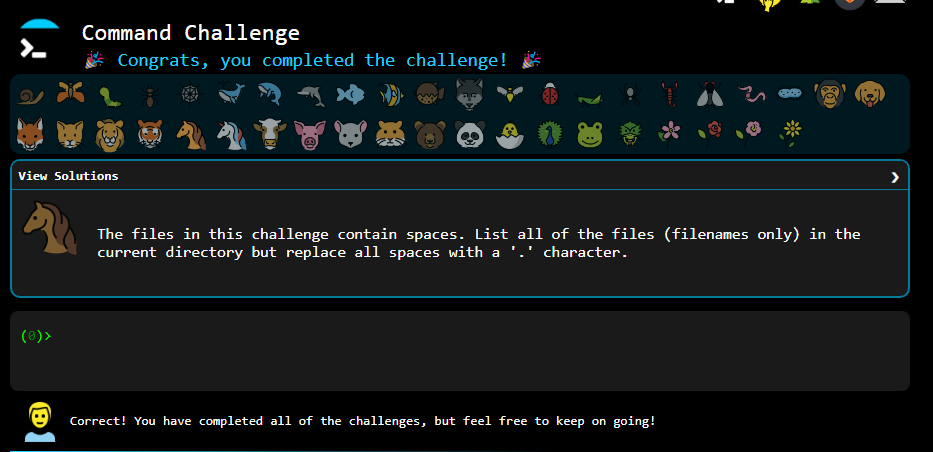 Command Challenge
🎉 Congrats, you completed the challenge! 🎉
View Solutions ❯
The files in this challenge contain spaces. List all of the files (filenames only) in the
current directory but replace all spaces with a '.' character.
(0)>
Correct! You have completed all of the challenges, but feel free to keep on going!